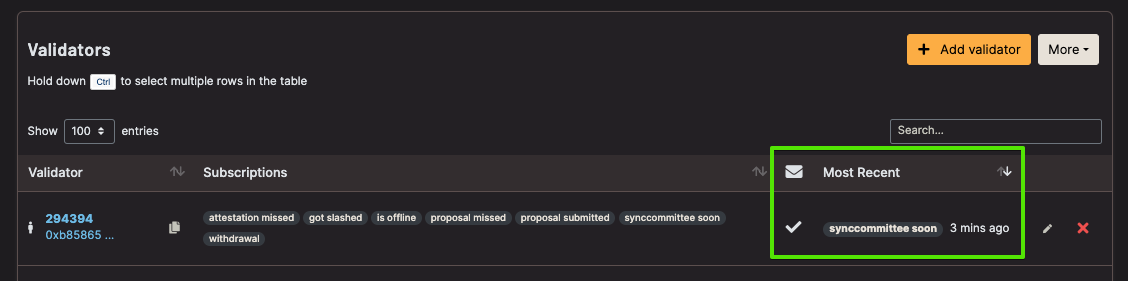 Validators
+ Add validator
More
Hold down Ctrl to select multiple rows in the table
Show 100 entries
Search...
Validator Subscriptions Most Recent
294394
0xb85865 ...
attestation missed got slashed is offline proposal missed proposal submitted synccommittee soon
withdrawal
synccommittee soon 3 mins ago